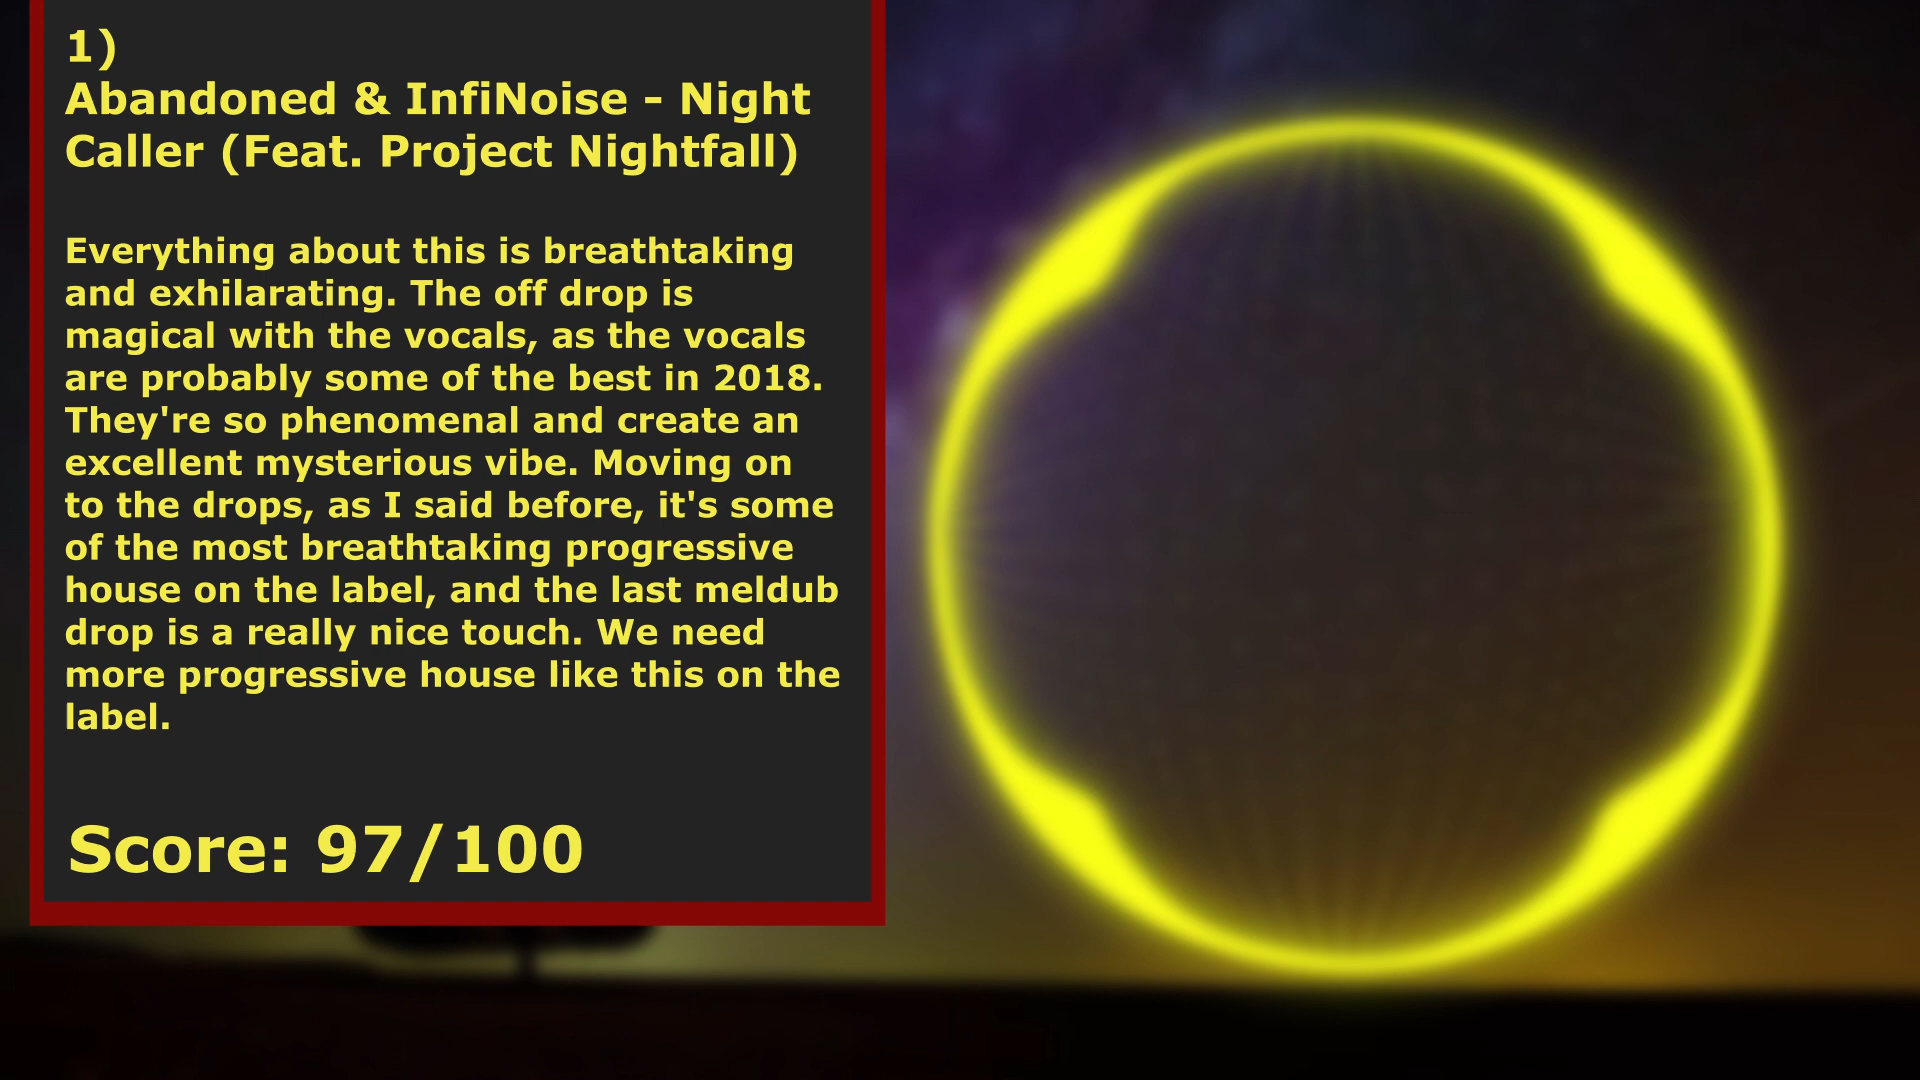 1)
Abandoned & InfiNoise - Night
Caller (Feat. Project Nightfall)
Everything about this is breathtaking
and exhilarating. The off drop is
magical with the vocals, as the vocals
are probably some of the best in 2018.
They're so phenomenal and create an
excellent mysterious vibe. Moving on
to the drops, as I said before, it's some
of the most breathtaking progressive
house on the label, and the last meldub
drop is a really nice touch. We need
more progressive house like this on the
label.
Score: 97/100